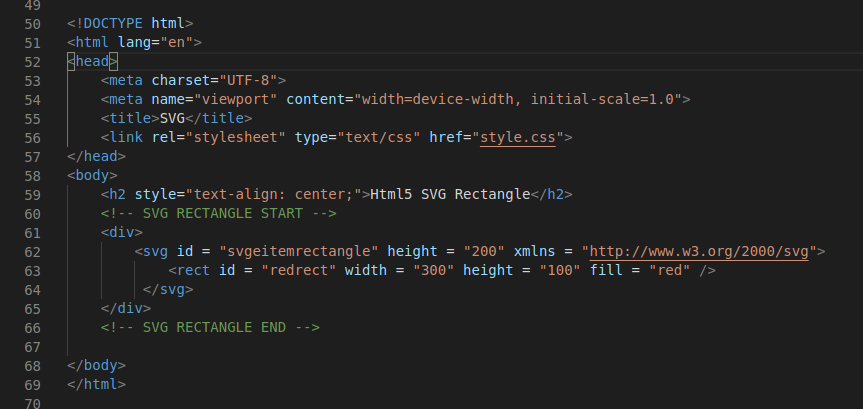 49
50 <!DOCTYPE html>
51 <html lang="en">
52 <head>
53     <meta charset="UTF-8">
54     <meta name="viewport" content="width=device-width, initial-scale=1.0">
55     <title>SVG</title>
56     <link rel="stylesheet" type="text/css" href="style.css">
57 </head>
58 <body>
59     <h2 style="text-align: center;">Html5 SVG Rectangle</h2>
60     <!-- SVG RECTANGLE START -->
61     <div>
62         <svg id = "svgeitemrectangle" height = "200" xmlns = "http://www.w3.org/2000/svg">
63             <rect id = "redrect" width = "300" height = "100" fill = "red" />
64          </svg>
65     </div>
66     <!-- SVG RECTANGLE END -->
67
68 </body>
69 </html>
70